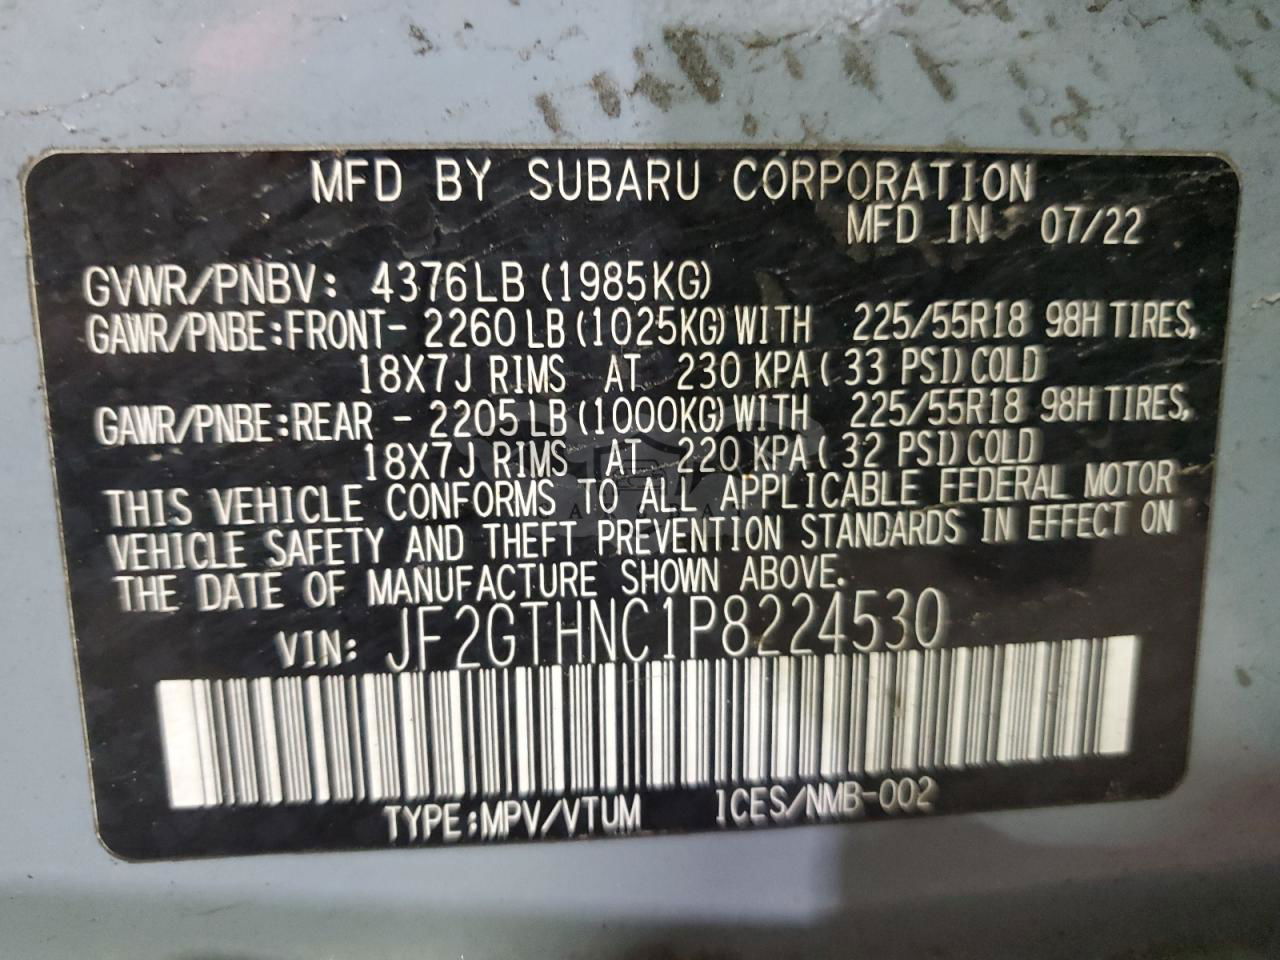 MFD BY SUBARU CORPORATION
MFD IN 07/22
GVWR/PNBV: 4376LB (1985KG)
GAWR/PNBE:FRONT- 2260 LB (1025KG) WITH 225/55R18 98H TIRES,
18X7J RIMS AT 230 KPA ( 33 PSI) COLD
GAWR/PNBE:REAR - 2205 LB (1000KG) WITH 225/55R18 98H TIRES,
18X7J RIMS AT 220 KPA ( 32 PSI) COLD
THIS VEHICLE CONFORMS TO ALL APPLICABLE FEDERAL MOTOR
VEHICLE SAFETY AND THEFT PREVENTION STANDARDS IN EFFECT ON
THE DATE OF MANUFACTURE SHOWN ABOVE.
VIN: JF2GTHNC1P8224530
TYPE:MPV/VTUM ICES/NMB-002